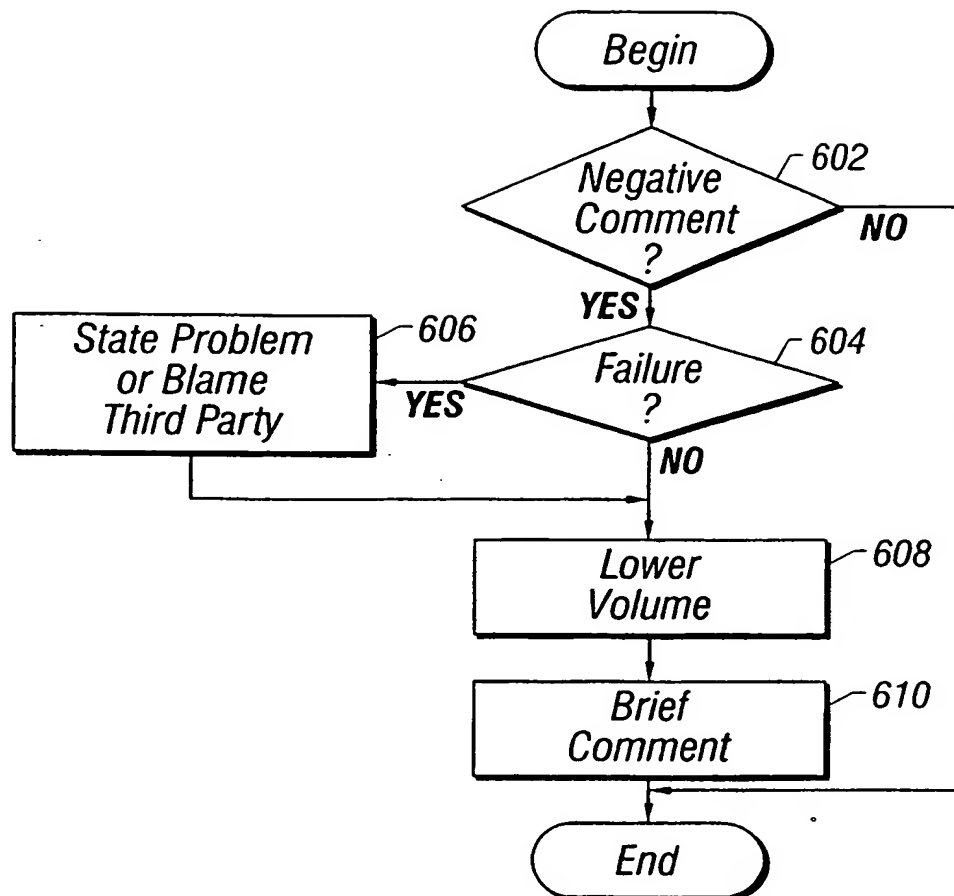 Begin
602
Negative
Comment
?
NO
YES
604
Failure
?
YES
NO
606
State Problem
or Blame
Third Party
608
Lower
Volume
610
Brief
Comment
End